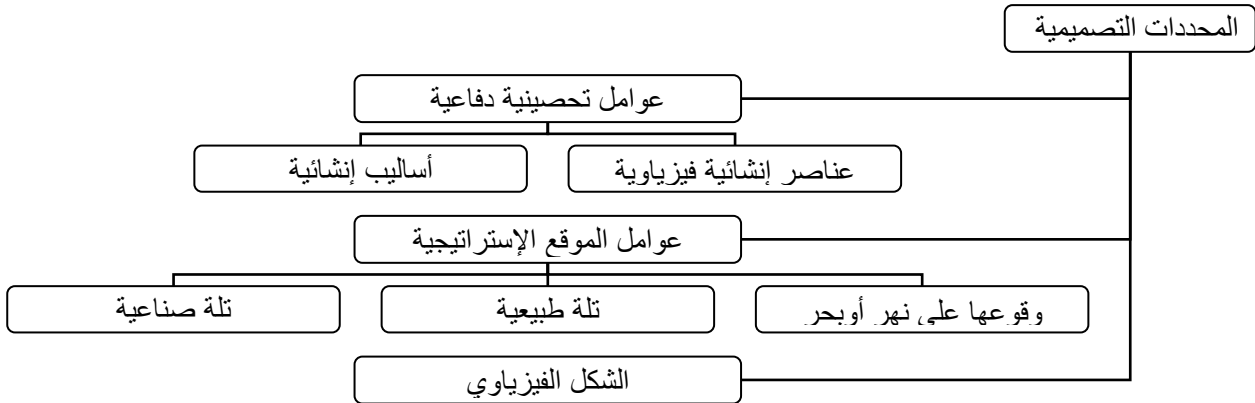 المحددات التصميمية
عوامل تحصينية دفاعية
عناصر إنشائية فيزياوية
أساليب إنشائية
عوامل الموقع الإستراتيجية
وقوعها على نهر أوبحر
تلة طبيعية
تلة صناعية
الشكل الفيزياوي